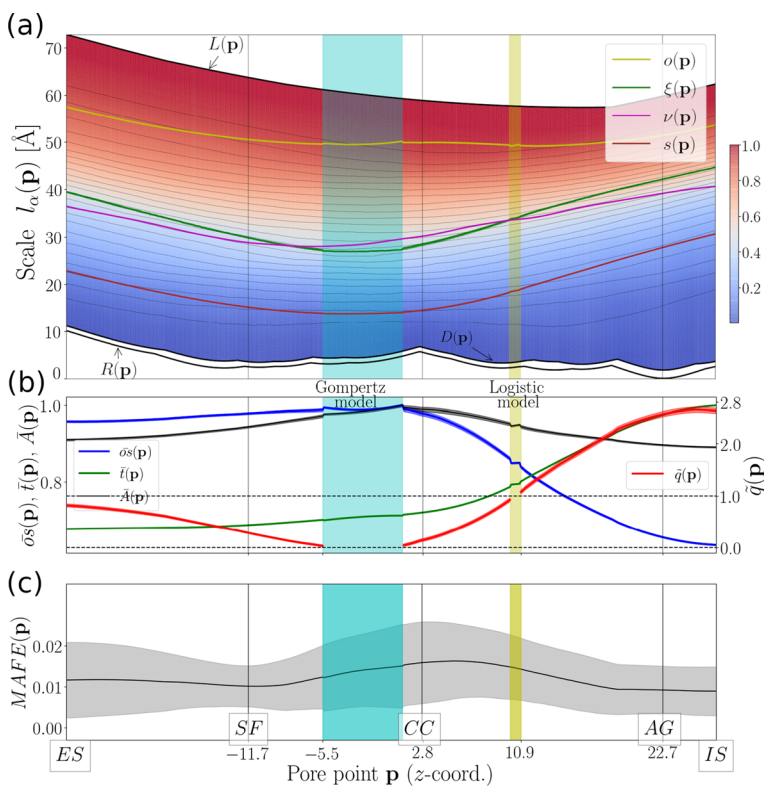 (a)
70
60
50
40
30
20
10
0
Scale l_α(p) [Å]
L(p)
R(p)
D(p)
o(p)
ξ(p)
ν(p)
s(p)
1.0
0.8
0.6
0.4
0.2
(b)
Gompertz
model
Logistic
model
1.0
0.8
ōs(p), t̄(p), Ā(p)
ōs(p)
t̄(p)
Ā(p)
q̃(p)
2.8
2.0
1.0
0.0
q̃(p)
(c)
0.02
0.01
0.00
MAFE(p)
SF
CC
AG
ES
−11.7
−5.5
2.8
10.9
22.7
IS
Pore point p (z-coord.)